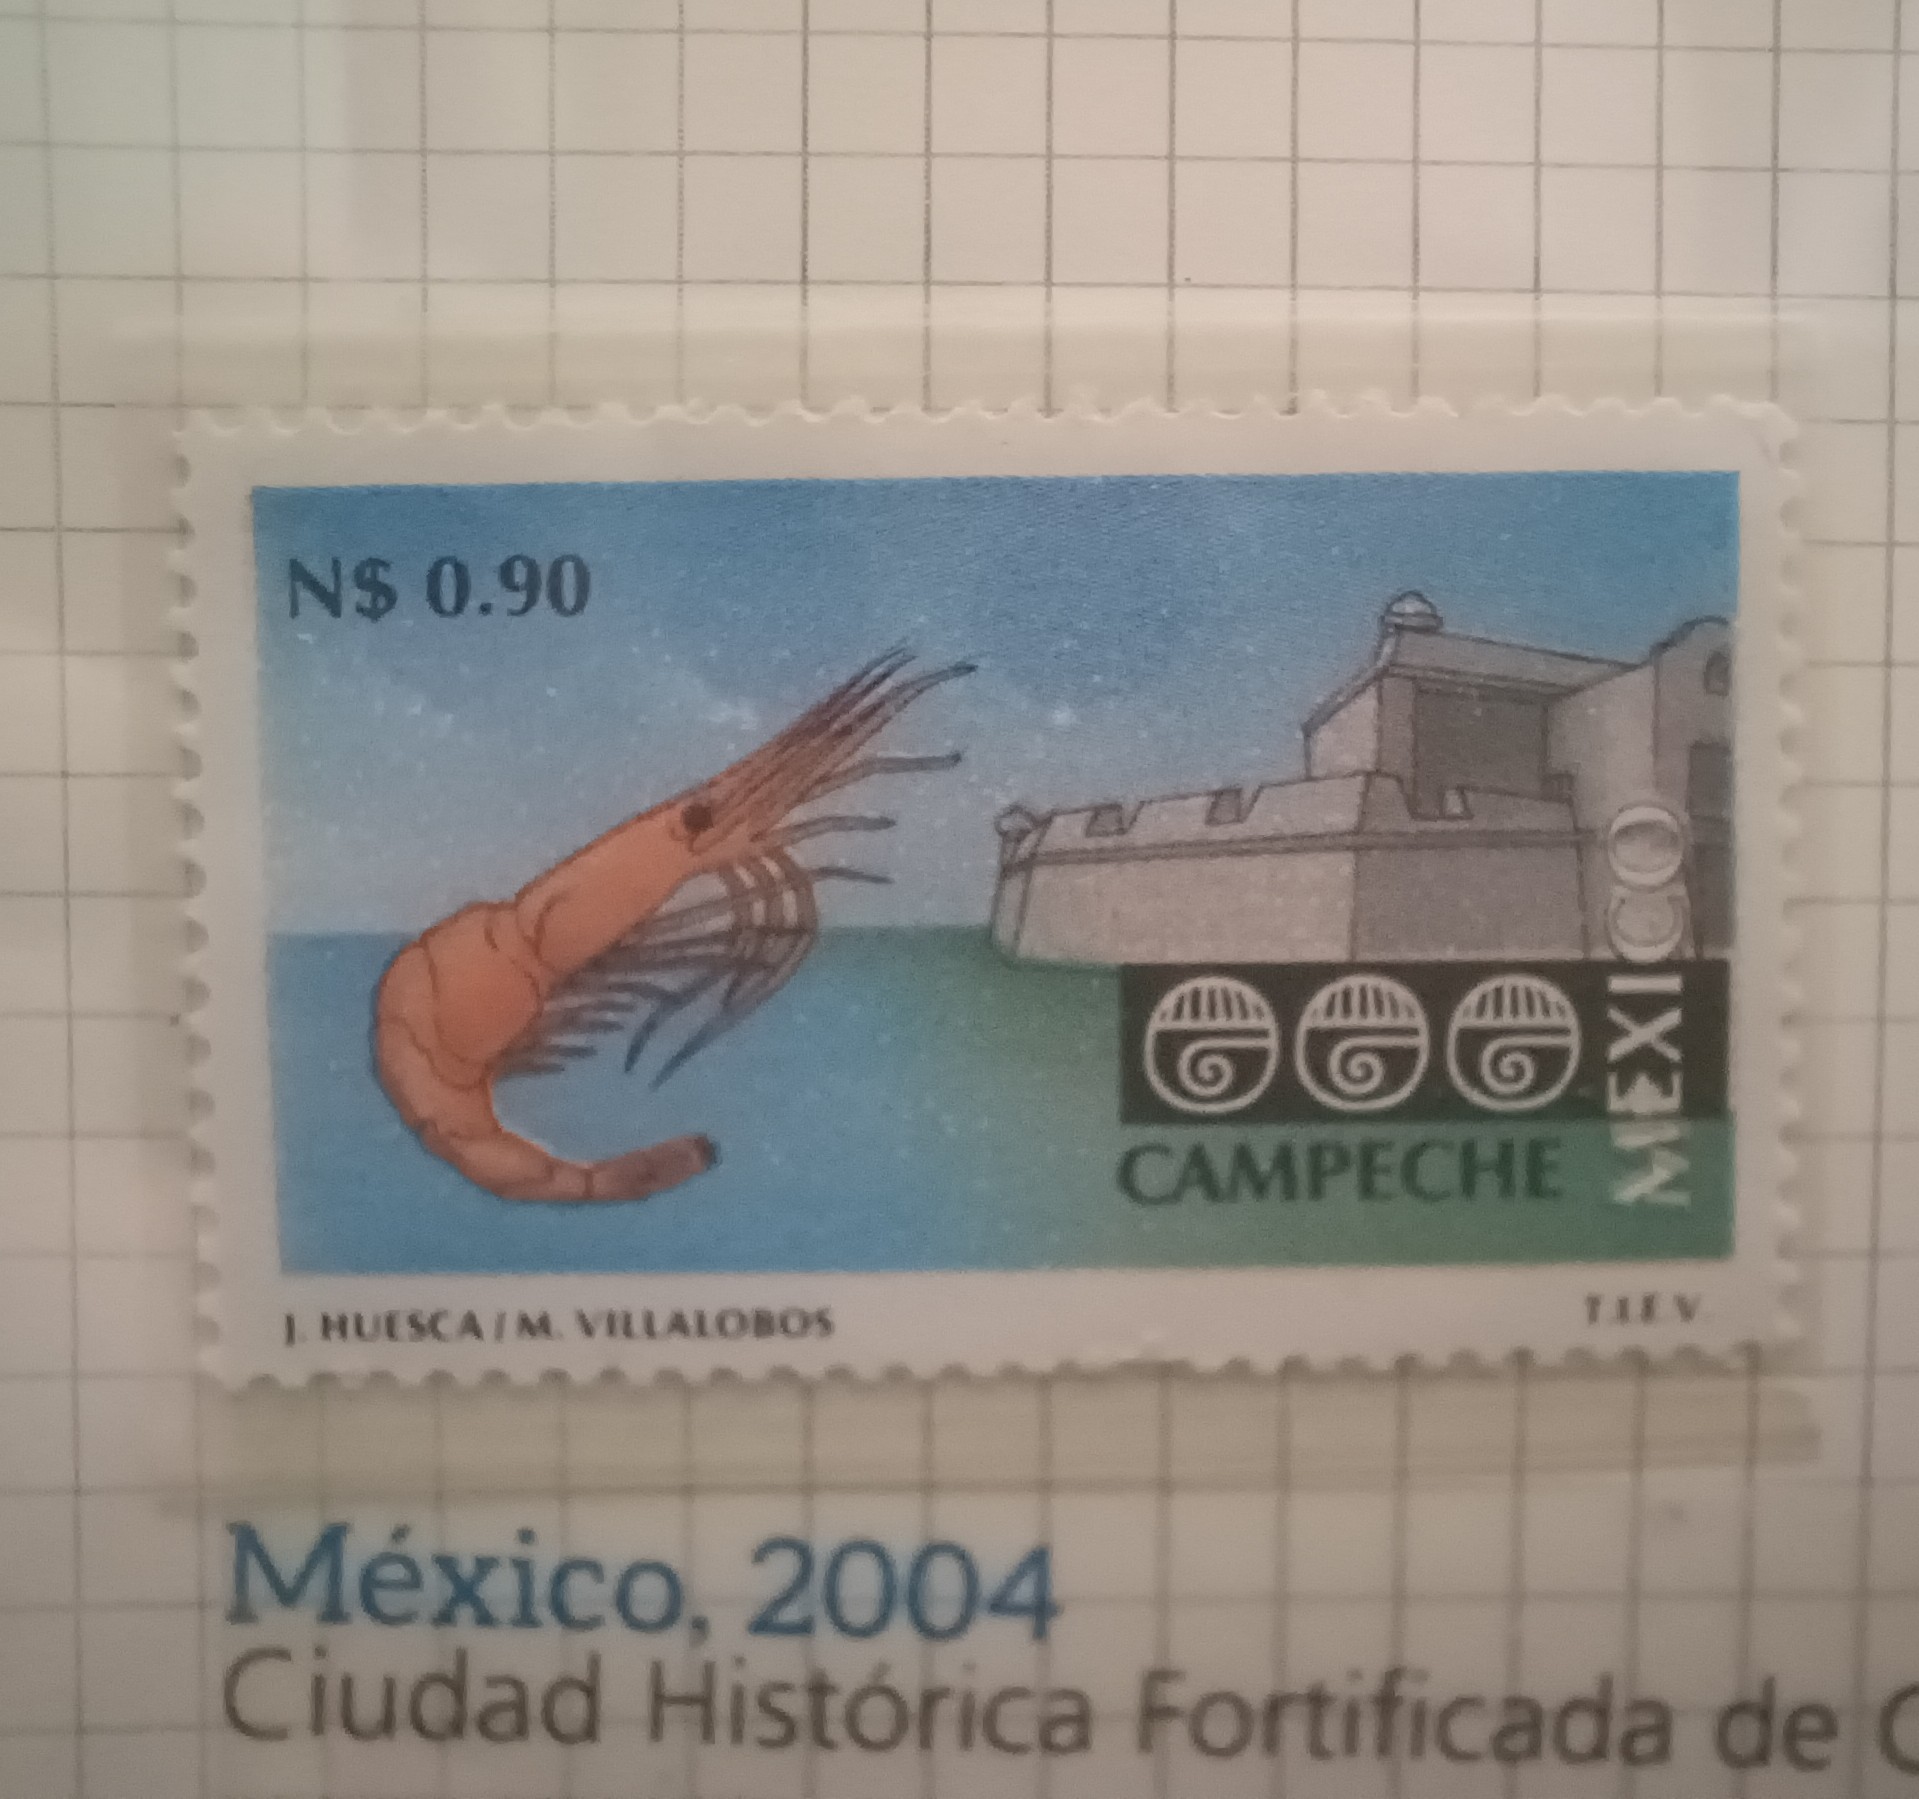 N$ 0.90
MEXICO
CAMPECHE
J. HUESCA / M. VILLALOBOS
T.I.E.V.
México, 2004
Ciudad Histórica Fortificada de